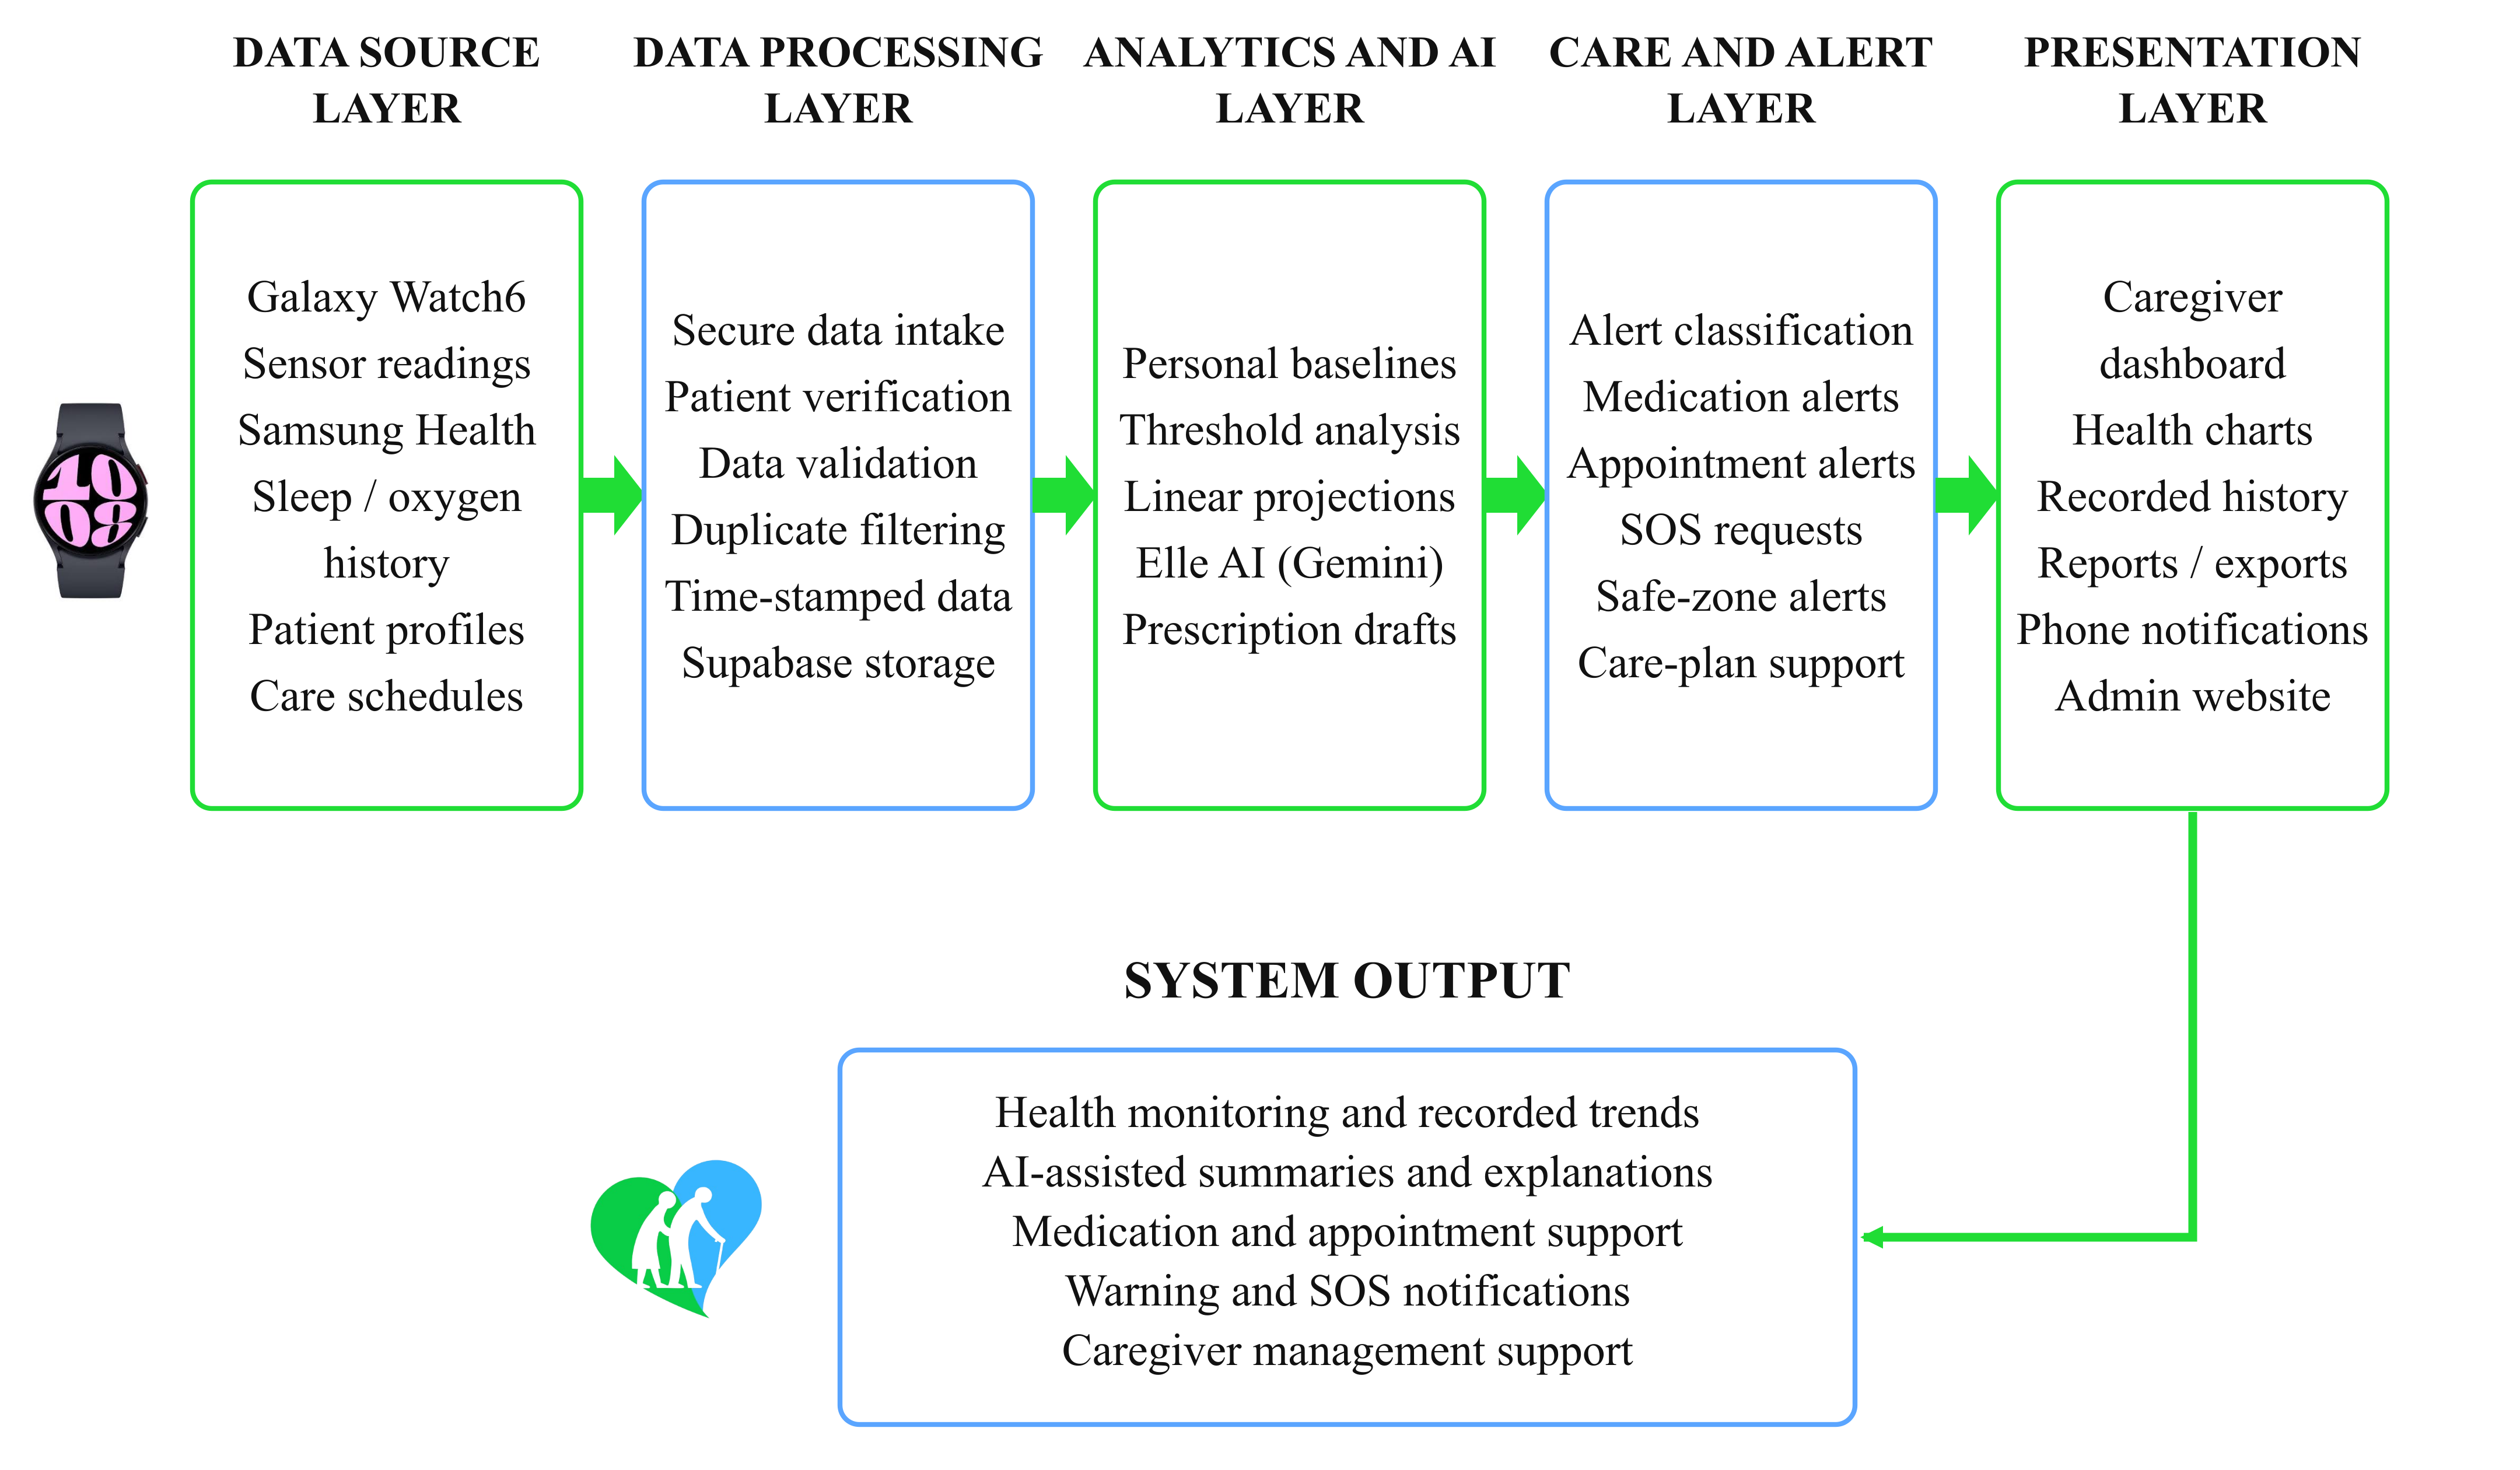 DATA SOURCE
LAYER
DATA PROCESSING
LAYER
ANALYTICS AND AI
LAYER
CARE AND ALERT
LAYER
PRESENTATION
LAYER
10
08
Galaxy Watch6
Sensor readings
Samsung Health
Sleep / oxygen
history
Patient profiles
Care schedules
Secure data intake
Patient verification
Data validation
Duplicate filtering
Time-stamped data
Supabase storage
Personal baselines
Threshold analysis
Linear projections
Elle AI (Gemini)
Prescription drafts
Alert classification
Medication alerts
Appointment alerts
SOS requests
Safe-zone alerts
Care-plan support
Caregiver
dashboard
Health charts
Recorded history
Reports / exports
Phone notifications
Admin website
SYSTEM OUTPUT
Health monitoring and recorded trends
AI-assisted summaries and explanations
Medication and appointment support
Warning and SOS notifications
Caregiver management support